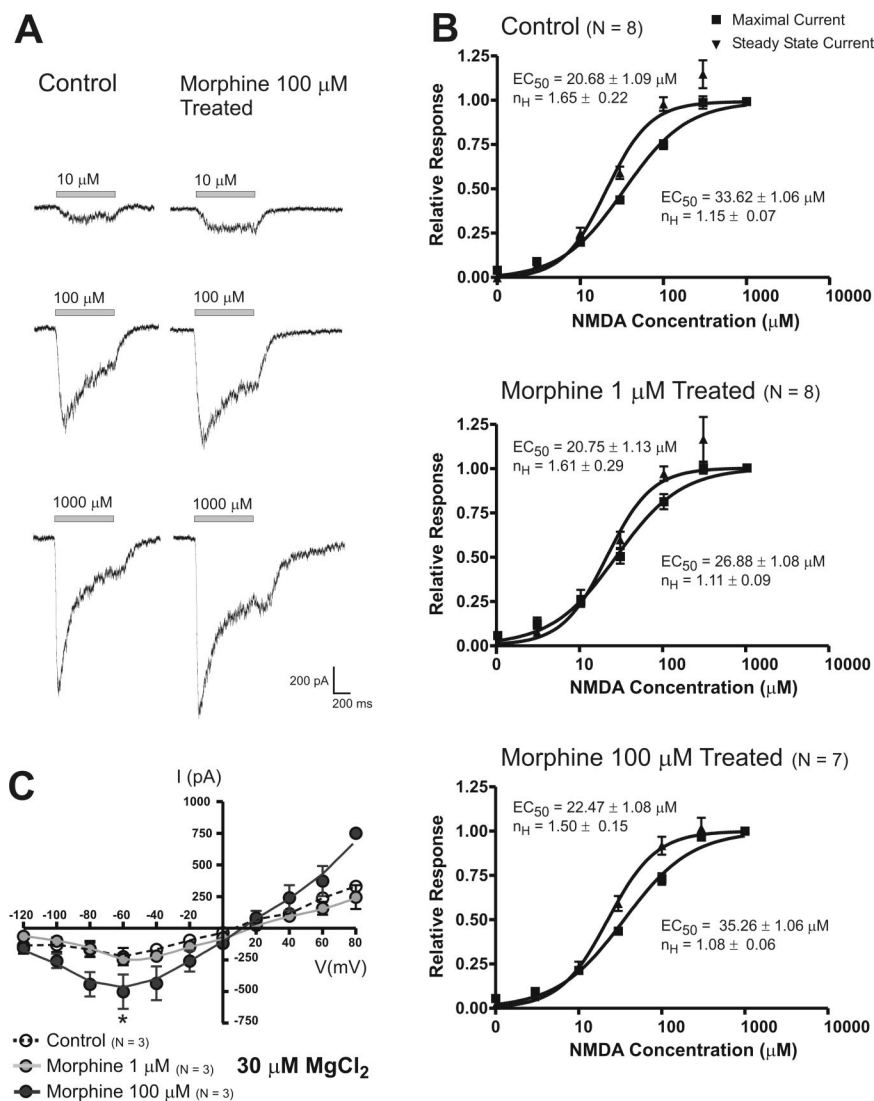 A
Control
Morphine 100 μM
Treated
10 μM
10 μM
100 μM
100 μM
1000 μM
1000 μM
200 pA
200 ms
B
Control (N = 8)
■ Maximal Current
▼ Steady State Current
EC50 = 20.68 ± 1.09 μM
nH = 1.65 ± 0.22
EC50 = 33.62 ± 1.06 μM
nH = 1.15 ± 0.07
Relative Response
1.25
1.00
0.75
0.50
0.25
0.00
0 10 100 1000 10000
NMDA Concentration (μM)
Morphine 1 μM Treated (N = 8)
EC50 = 20.75 ± 1.13 μM
nH = 1.61 ± 0.29
EC50 = 26.88 ± 1.08 μM
nH = 1.11 ± 0.09
Relative Response
1.25
1.00
0.75
0.50
0.25
0.00
0 10 100 1000 10000
NMDA Concentration (μM)
Morphine 100 μM Treated (N = 7)
EC50 = 22.47 ± 1.08 μM
nH = 1.50 ± 0.15
EC50 = 35.26 ± 1.06 μM
nH = 1.08 ± 0.06
Relative Response
1.25
1.00
0.75
0.50
0.25
0.00
0 10 100 1000 10000
NMDA Concentration (μM)
C
I (pA)
1000
750
500
250
-120 -100 -80 -60 -40 -20
20 40 60 80
-250
-500
-750
V(mV)
*
Control (N = 3)
Morphine 1 μM (N = 3)
Morphine 100 μM (N = 3)
30 μM MgCl2